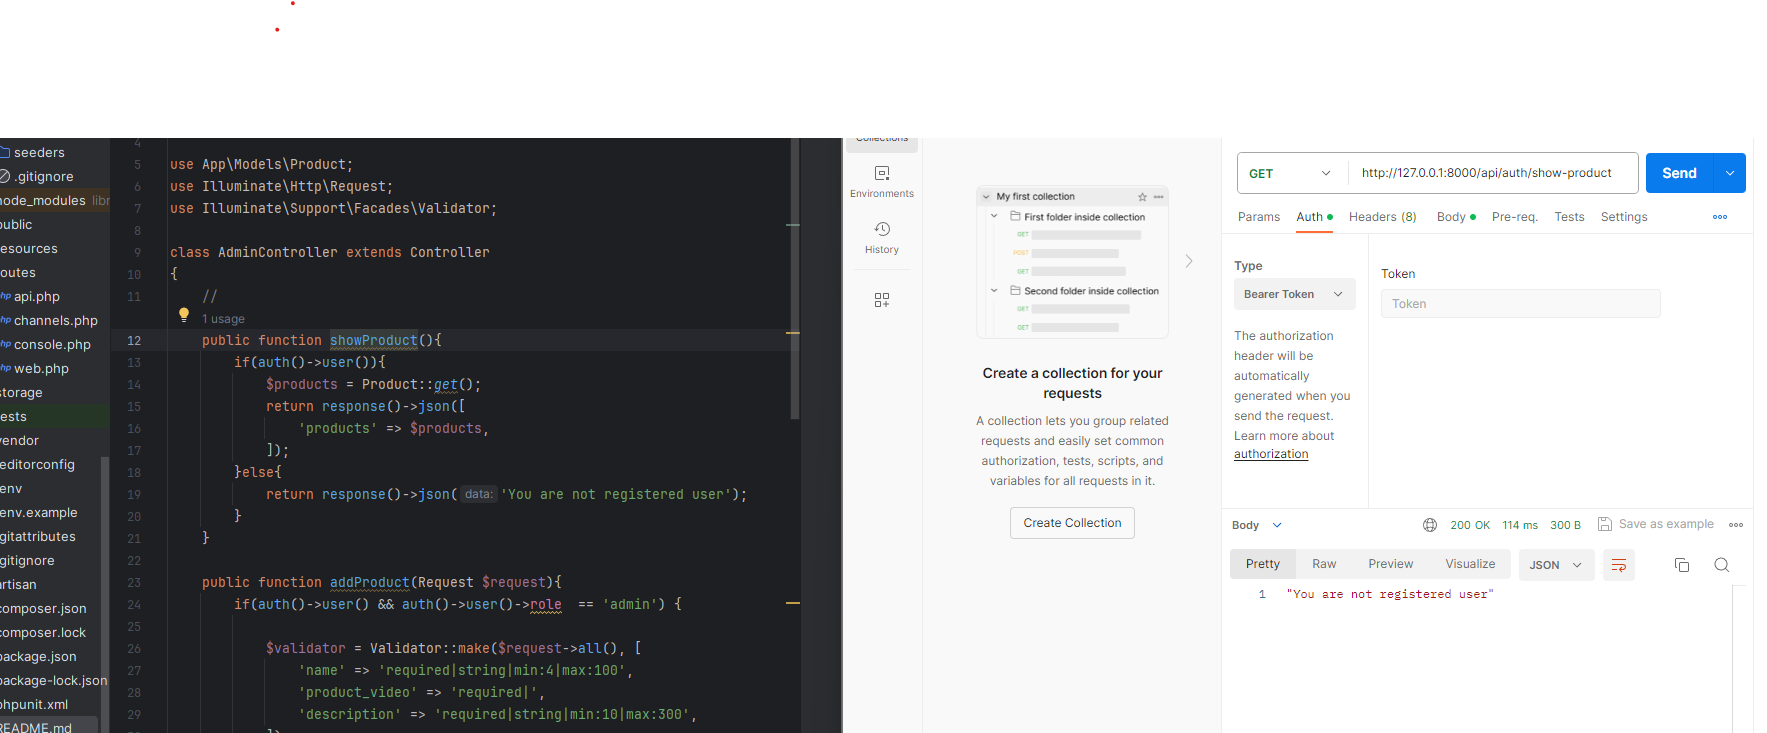 seeders
.gitignore
node_modules libr
public
resources
routes
php api.php
php channels.php
php console.php
php web.php
storage
tests
vendor
.editorconfig
.env
.env.example
.gitattributes
.gitignore
artisan
composer.json
composer.lock
package.json
package-lock.json
phpunit.xml
README.md
4
5 use App\Models\Product;
6 use Illuminate\Http\Request;
7 use Illuminate\Support\Facades\Validator;
8
9 class AdminController extends Controller
10 {
11 //
1 usage
12 public function showProduct(){
13 if(auth()->user()){
14 $products = Product::get();
15 return response()->json([
16 'products' => $products,
17 ]);
18 }else{
19 return response()->json( data: 'You are not registered user');
20 }
21 }
22
23 public function addProduct(Request $request){
24 if(auth()->user() && auth()->user()->role == 'admin') {
25
26 $validator = Validator::make($request->all(), [
27 'name' => 'required|string|min:4|max:100',
28 'product_video' => 'required|',
29 'description' => 'required|string|min:10|max:300',
Collections
Environments
History
My first collection
First folder inside collection
GET
POST
GET
Second folder inside collection
GET
GET
Create a collection for your
requests
A collection lets you group related
requests and easily set common
authorization, tests, scripts, and
variables for all requests in it.
Create Collection
GET http://127.0.0.1:8000/api/auth/show-product Send
Params Auth Headers (8) Body Pre-req. Tests Settings
Type
Bearer Token
The authorization
header will be
automatically
generated when you
send the request.
Learn more about
authorization
Token
Token
Body 200 OK 114 ms 300 B Save as example
Pretty Raw Preview Visualize JSON
1 "You are not registered user"